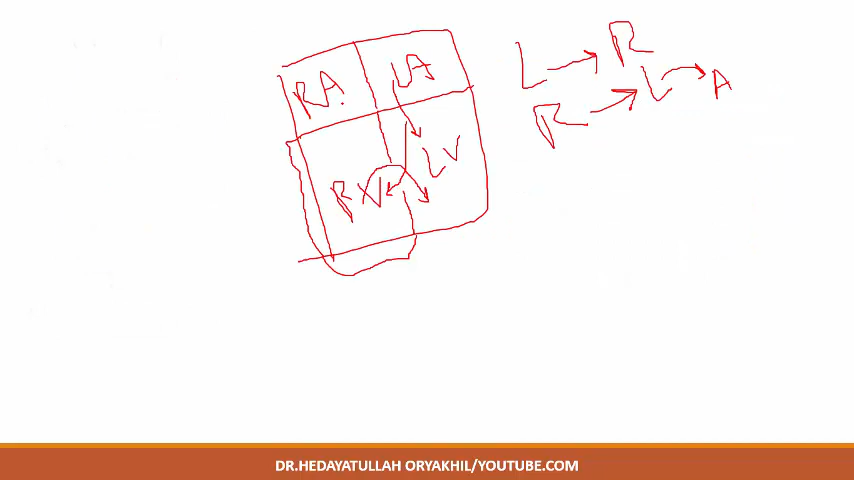 L → R
RA LA
R → L → A
RV LV
DR.HEDAYATULLAH ORYAKHIL/YOUTUBE.COM